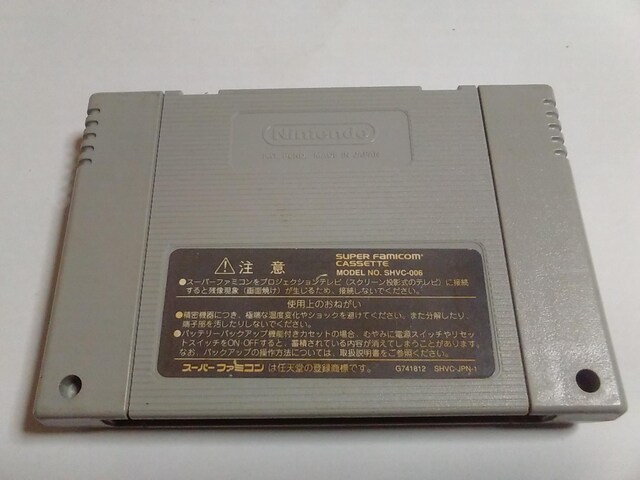 Nintendo
MADE IN JAPAN
注意
SUPER FAMICOM
CASSETTE
MODEL NO. SHVC-006
●スーパーファミコンをプロジェクションテレビ(スクリーン投影式のテレビ)に接続
すると残像現象(画面焼け)が生じるため、接続しないでください。
使用上のおねがい
●精密機器につき、極端な温度変化やショックを避けてください。また分解したり、
端子部を汚したりしないでください。
●バッテリーバックアップ機能付きカセットの場合、むやみに電源スイッチやリセッ
トスイッチをON・OFFすると、蓄積されている内容が消えてしまうことがあります。
なお、バックアップの操作方法については、取扱説明書をご参照ください。
スーパーファミコンは任天堂の登録商標です。 G741812 SHVC-JPN-1